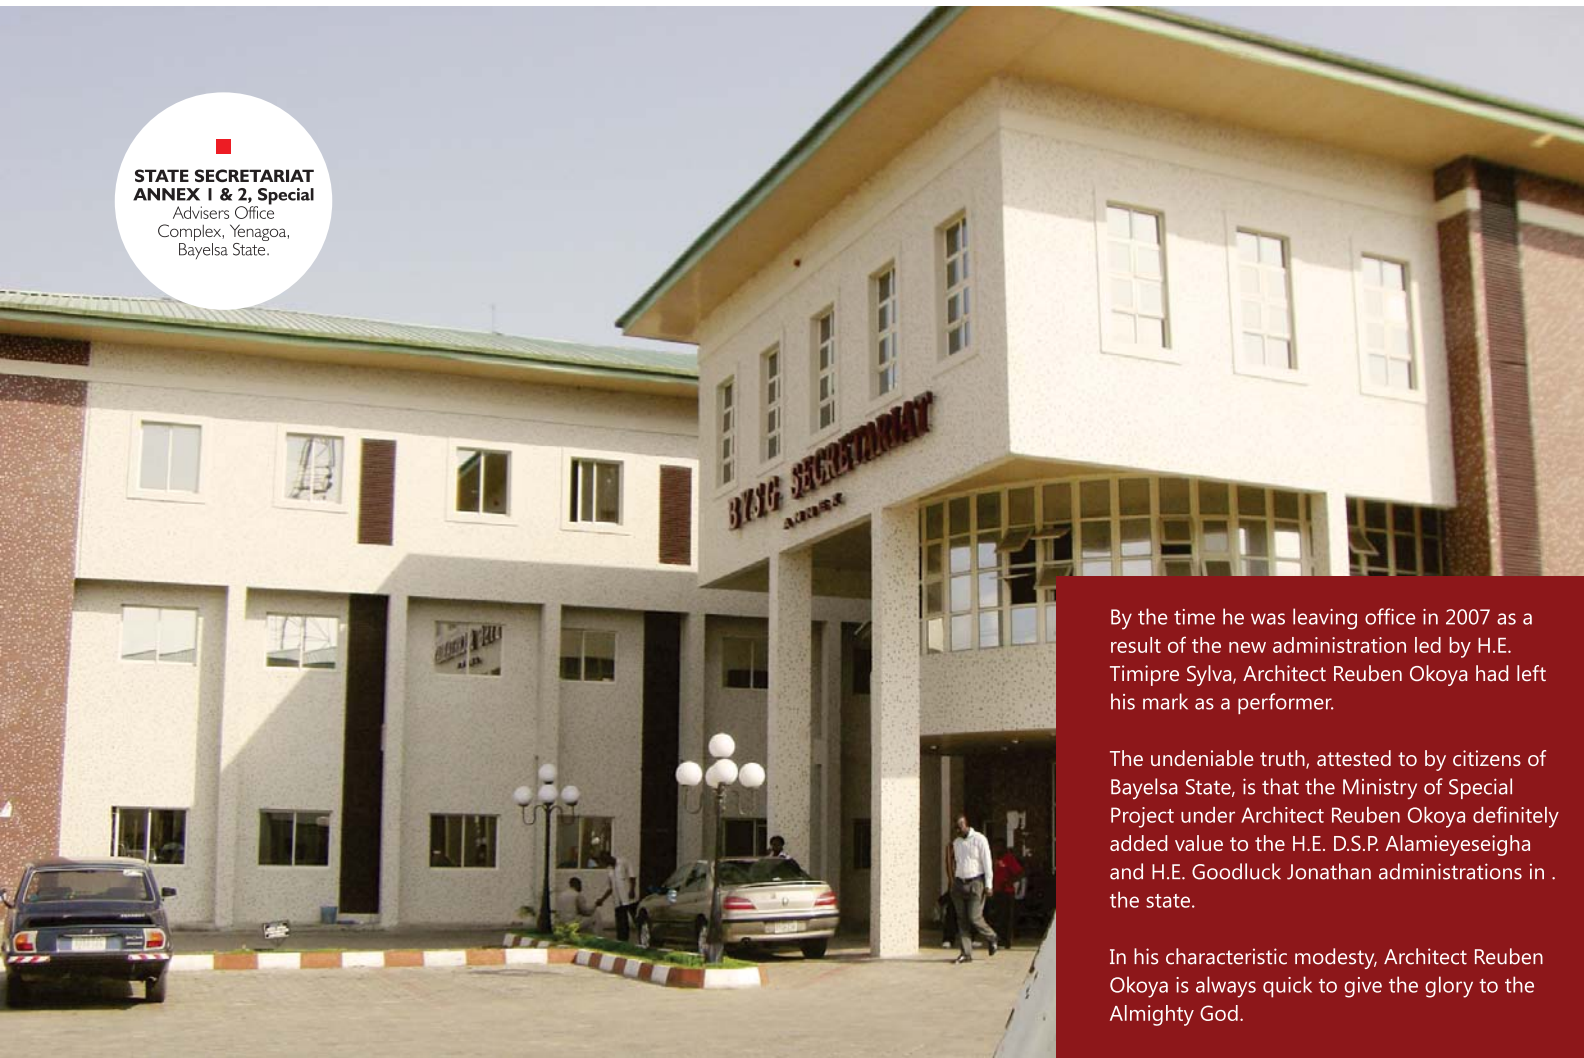 STATE SECRETARIAT
ANNEX 1 & 2, Special
Advisers Office
Complex, Yenagoa,
Bayelsa State.
BYSG SECRETARIAT
ANNEX
By the time he was leaving office in 2007 as a
result of the new administration led by H.E.
Timipre Sylva, Architect Reuben Okoya had left
his mark as a performer.
The undeniable truth, attested to by citizens of
Bayelsa State, is that the Ministry of Special
Project under Architect Reuben Okoya definitely
added value to the H.E. D.S.P. Alamieyeseigha
and H.E. Goodluck Jonathan administrations in .
the state.
In his characteristic modesty, Architect Reuben
Okoya is always quick to give the glory to the
Almighty God.